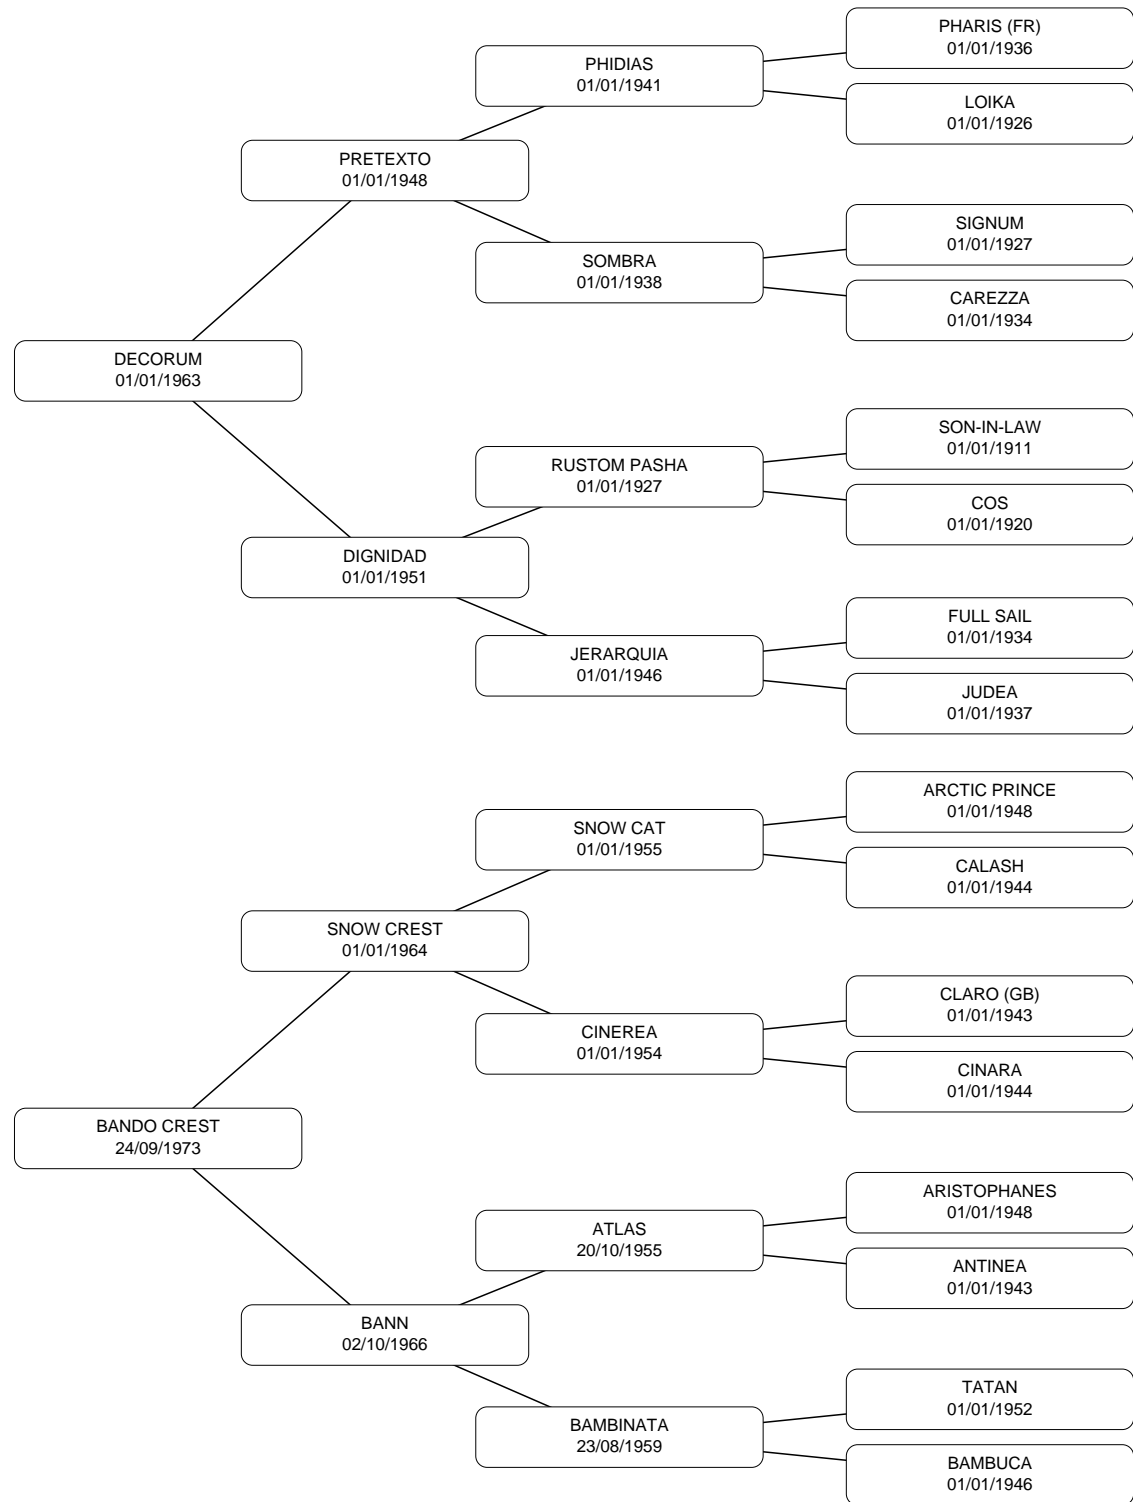 PHARIS (FR)
01/01/1936
PHIDIAS
01/01/1941
LOIKA
01/01/1926
PRETEXTO
01/01/1948
SIGNUM
01/01/1927
SOMBRA
01/01/1938
CAREZZA
01/01/1934
DECORUM
01/01/1963
SON-IN-LAW
01/01/1911
RUSTOM PASHA
01/01/1927
COS
01/01/1920
DIGNIDAD
01/01/1951
FULL SAIL
01/01/1934
JERARQUIA
01/01/1946
JUDEA
01/01/1937
ARCTIC PRINCE
01/01/1948
SNOW CAT
01/01/1955
CALASH
01/01/1944
SNOW CREST
01/01/1964
CLARO (GB)
01/01/1943
CINEREA
01/01/1954
CINARA
01/01/1944
BANDO CREST
24/09/1973
ARISTOPHANES
01/01/1948
ATLAS
20/10/1955
ANTINEA
01/01/1943
BANN
02/10/1966
TATAN
01/01/1952
BAMBINATA
23/08/1959
BAMBUCA
01/01/1946